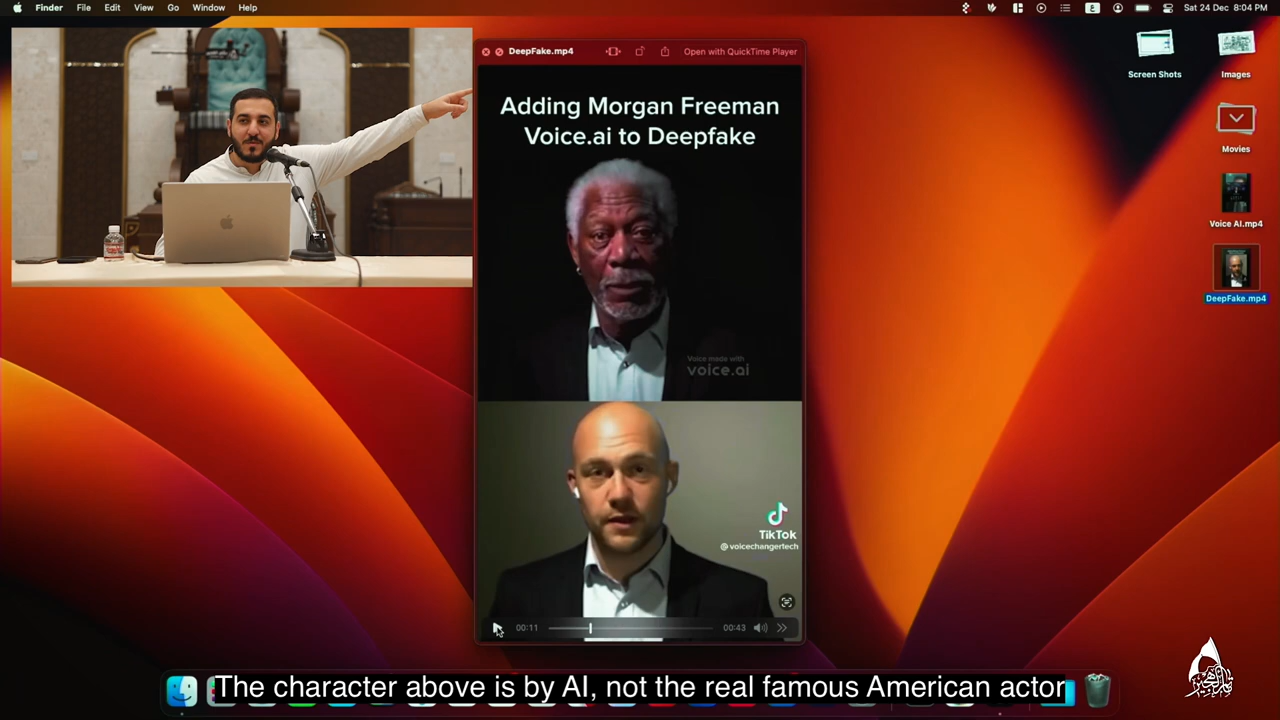 Finder File Edit View Go Window Help
ع
Sat 24 Dec 8:04 PM
DeepFake.mp4
Open with QuickTime Player
Adding Morgan Freeman
Voice.ai to Deepfake
Voice made with
voice.ai
TikTok
@voicechangertech
00:11
00:43
Screen Shots
Images
Movies
Voice AI.mp4
DeepFake.mp4
The character above is by AI, not the real famous American actor